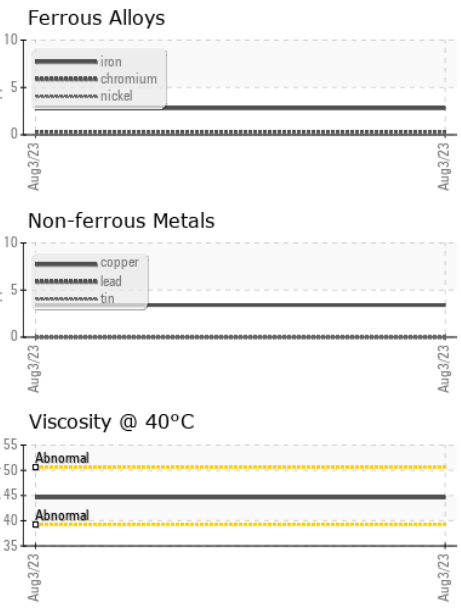 Ferrous Alloys
10
5
0
iron
chromium
nickel
Aug3/23
Aug3/23
Non-ferrous Metals
10
5
0
copper
lead
tin
Aug3/23
Aug3/23
Viscosity @ 40°C
55
50
45
40
35
Abnormal
Abnormal
Aug3/23
Aug3/23